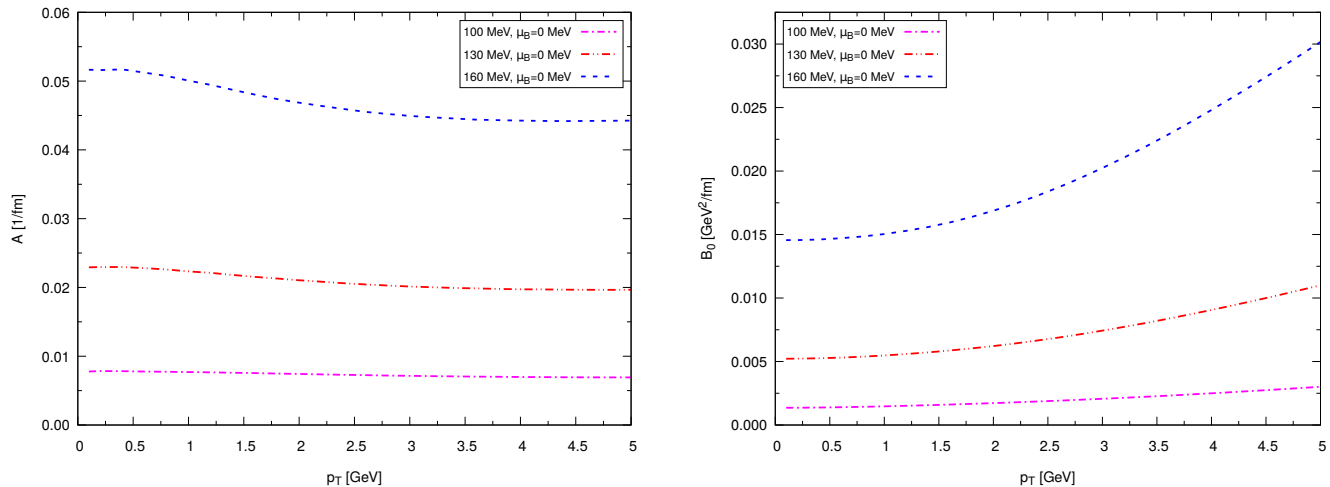 0.06
0.05
0.04
0.03
0.02
0.01
0.00
A [1/fm]
100 MeV, μB=0 MeV
130 MeV, μB=0 MeV
160 MeV, μB=0 MeV
0 0.5 1 1.5 2 2.5 3 3.5 4 4.5 5
pT [GeV]
0.030
0.025
0.020
0.015
0.010
0.005
0.000
B0 [GeV2/fm]
100 MeV, μB=0 MeV
130 MeV, μB=0 MeV
160 MeV, μB=0 MeV
0 0.5 1 1.5 2 2.5 3 3.5 4 4.5 5
pT [GeV]